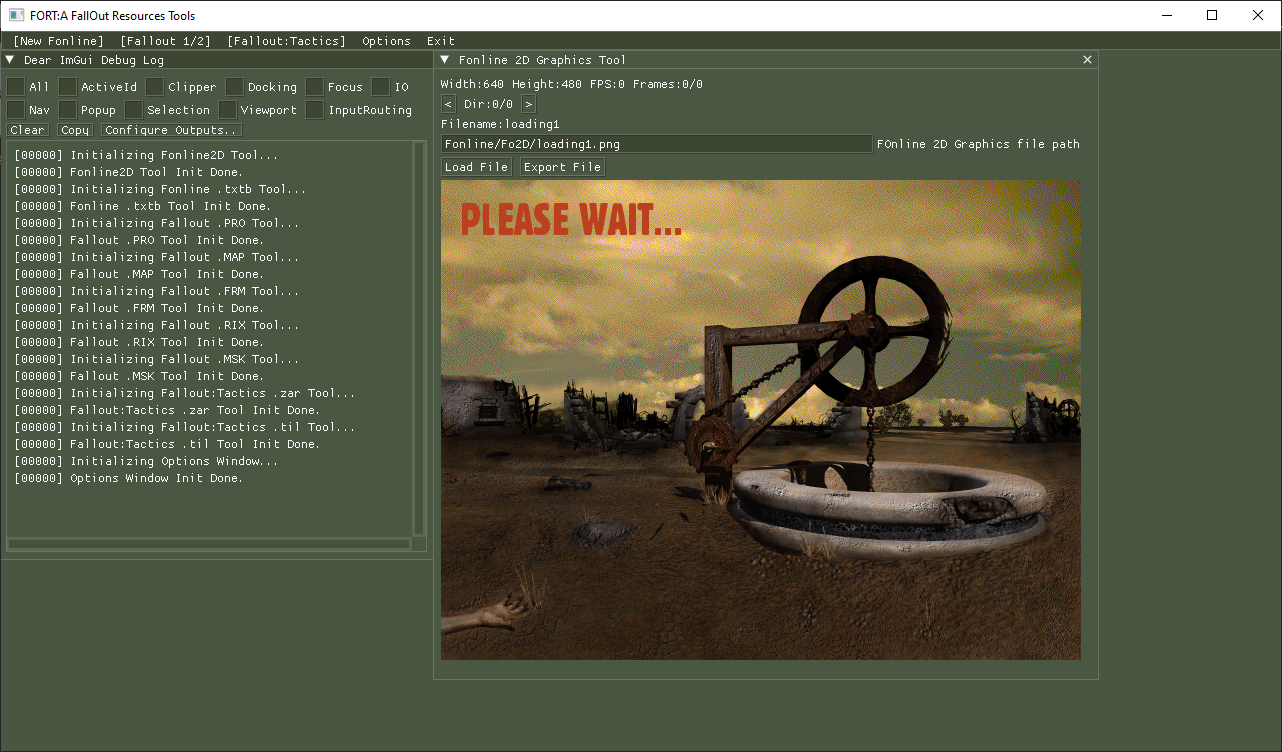 FORT:A FallOut Resources Tools
[New Fonline] [Fallout 1/2] [Fallout:Tactics] Options Exit
Dear ImGui Debug Log
All ActiveId Clipper Docking Focus IO
Nav Popup Selection Viewport InputRouting
Clear Copy Configure Outputs..
[00000] Initializing Fonline2D Tool...
[00000] Fonline2D Tool Init Done.
[00000] Initializing Fonline .txtb Tool...
[00000] Fonline .txtb Tool Init Done.
[00000] Initializing Fallout .PRO Tool...
[00000] Fallout .PRO Tool Init Done.
[00000] Initializing Fallout .MAP Tool...
[00000] Fallout .MAP Tool Init Done.
[00000] Initializing Fallout .FRM Tool...
[00000] Fallout .FRM Tool Init Done.
[00000] Initializing Fallout .RIX Tool...
[00000] Fallout .RIX Tool Init Done.
[00000] Initializing Fallout .MSK Tool...
[00000] Fallout .MSK Tool Init Done.
[00000] Initializing Fallout:Tactics .zar Tool...
[00000] Fallout:Tactics .zar Tool Init Done.
[00000] Initializing Fallout:Tactics .til Tool...
[00000] Fallout:Tactics .til Tool Init Done.
[00000] Initializing Options Window...
[00000] Options Window Init Done.
Fonline 2D Graphics Tool
Width:640 Height:480 FPS:0 Frames:0/0
< Dir:0/0 >
Filename:loading1
Fonline/Fo2D/loading1.png FOnline 2D Graphics file path
Load File Export File
PLEASE WAIT...